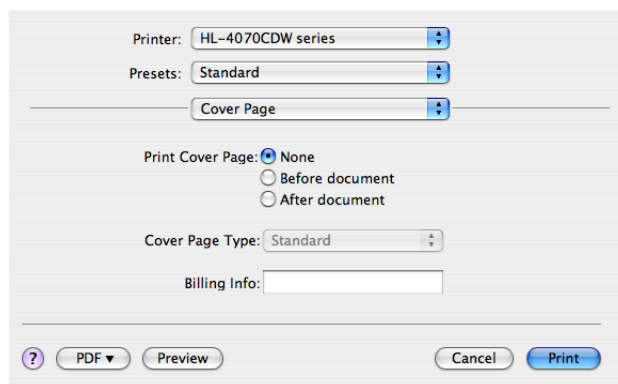 Printer: HL-4070CDW series
Presets: Standard
Cover Page
Print Cover Page: None
Before document
After document
Cover Page Type: Standard
Billing Info:
? PDF▼ Preview Cancel Print